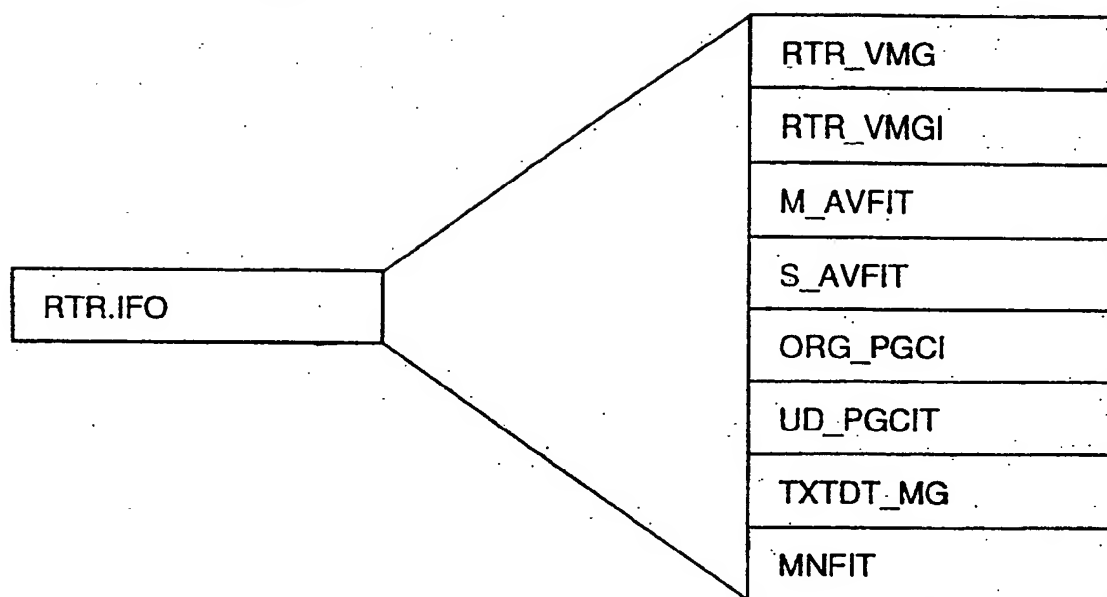 RTR.IFO
RTR_VMG
RTR_VMGI
M_AVFIT
S_AVFIT
ORG_PGCI
UD_PGCIT
TXTDT_MG
MNFIT